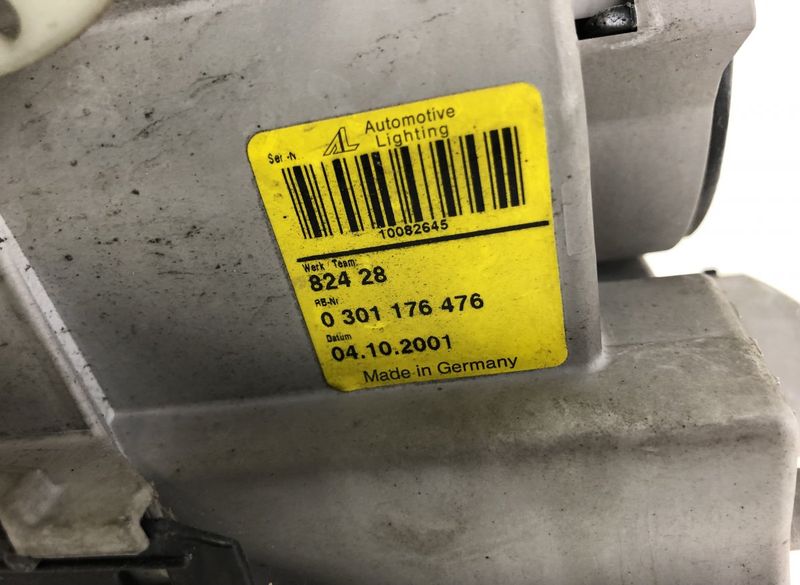 Ser.-N
AL Automotive
Lighting
10082645
Werk / Team:
824 28
RB-Nr
0 301 176 476
Datum
04.10.2001
Made in Germany